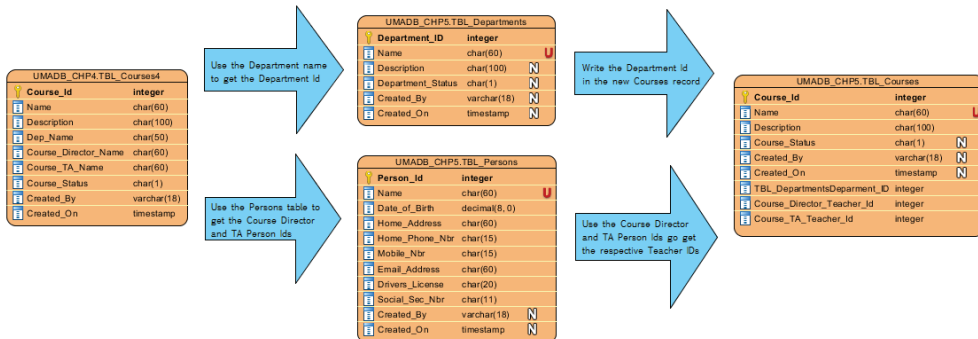 UMADB_CHP4.TBL_Courses4
Course_Id integer
Name char(60)
Description char(100)
Dep_Name char(50)
Course_Director_Name char(60)
Course_TA_Name char(60)
Course_Status char(1)
Created_By varchar(18)
Created_On timestamp
Use the Department name
to get the Department Id
UMADB_CHP5.TBL_Departments
Department_ID integer
Name char(60) U
Description char(100) N
Department_Status char(1) N
Created_By varchar(18) N
Created_On timestamp N
Write the Department Id
in the new Courses record
Use the Persons table to
get the Course Director
and TA Person Ids
UMADB_CHP5.TBL_Persons
Person_Id integer
Name char(60) U
Date_of_Birth decimal(8, 0)
Home_Address char(60)
Home_Phone_Nbr char(15)
Mobile_Nbr char(15)
Email_Address char(60)
Drivers_License char(20)
Social_Sec_Nbr char(11)
Created_By varchar(18) N
Created_On timestamp N
Use the Course Director
and TA Person Ids go get
the respective Teacher IDs
UMADB_CHP5.TBL_Courses
Course_Id integer
Name char(60) U
Description char(100)
Course_Status char(1) N
Created_By varchar(18) N
Created_On timestamp N
TBL_DepartmentsDeparment_ID integer
Course_Director_Teacher_Id integer
Course_TA_Teacher_Id integer